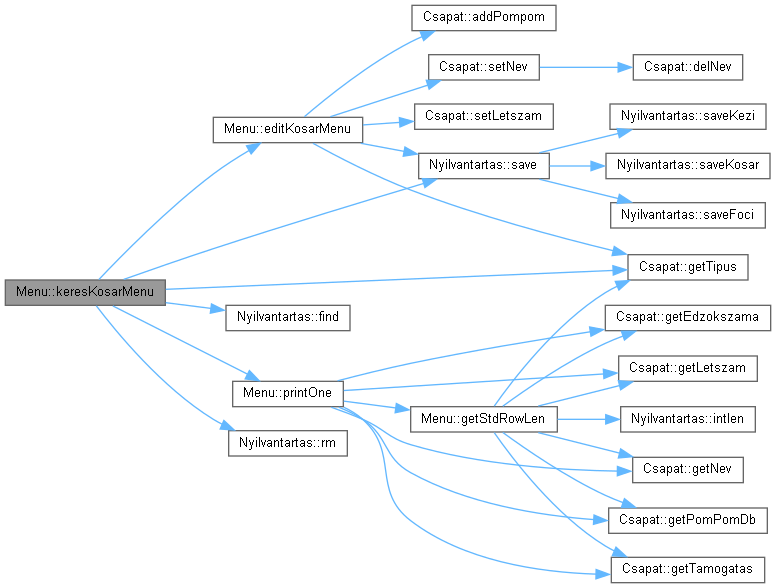 Csapat::addPompom
Csapat::setNev
Csapat::delNev
Csapat::setLetszam
Nyilvantartas::saveKezi
Menu::editKosarMenu
Nyilvantartas::save
Nyilvantartas::saveKosar
Nyilvantartas::saveFoci
Csapat::getTipus
Menu::keresKosarMenu
Nyilvantartas::find
Csapat::getEdzokszama
Csapat::getLetszam
Menu::printOne
Menu::getStdRowLen
Nyilvantartas::intlen
Nyilvantartas::rm
Csapat::getNev
Csapat::getPomPomDb
Csapat::getTamogatas